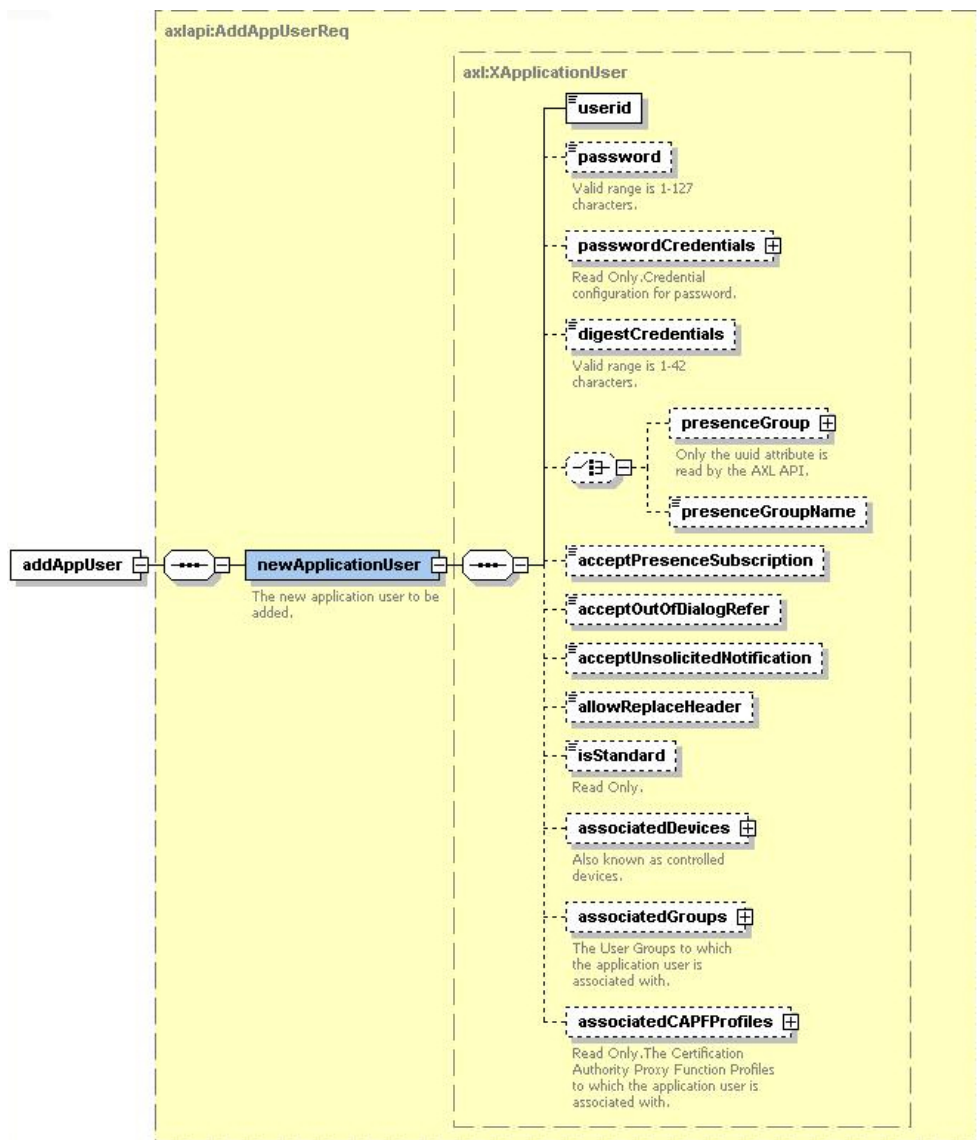 axlapi:AddAppUserReq
axl:XApplicationUser
userid
password
Valid range is 1-127
characters.
passwordCredentials
Read Only.Credential
configuration for password.
digestCredentials
Valid range is 1-42
characters.
presenceGroup
Only the uuid attribute is
read by the AXL API.
presenceGroupName
addAppUser
newApplicationUser
The new application user to be
added.
acceptPresenceSubscription
acceptOutOfDialogRefer
acceptUnsolicitedNotification
allowReplaceHeader
isStandard
Read Only.
associatedDevices
Also known as controlled
devices.
associatedGroups
The User Groups to which
the application user is
associated with.
associatedCAPFProfiles
Read Only.The Certification
Authority Proxy Function Profiles
to which the application user is
associated with.